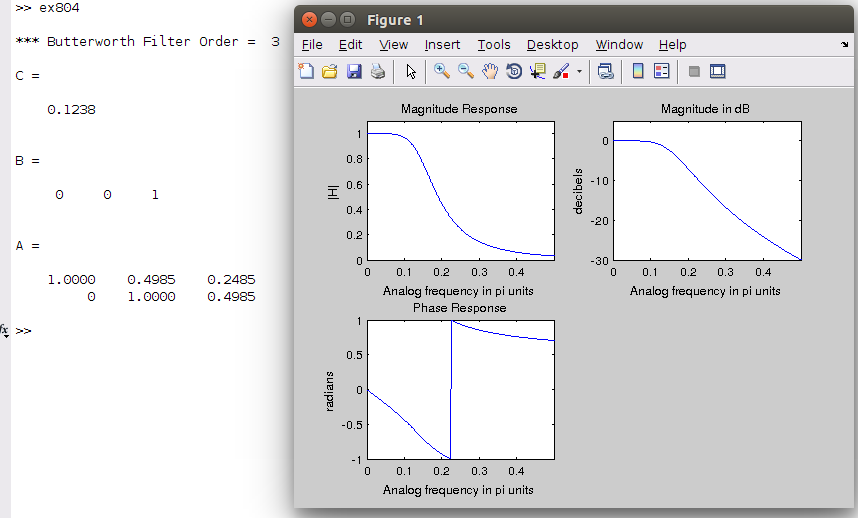 >> ex804
*** Butterworth Filter Order =  3
C =
0.1238
B =
0     0     1
A =
1.0000    0.4985    0.2485
0    1.0000    0.4985
fx >>
Figure 1
File Edit View Insert Tools Desktop Window Help
Magnitude Response
1
0.8
0.6
0.4
0.2
0
|H|
0 0.1 0.2 0.3 0.4
Analog frequency in pi units
Magnitude in dB
0
-10
-20
-30
decibels
0 0.1 0.2 0.3 0.4
Analog frequency in pi units
Phase Response
1
0.5
0
-0.5
-1
radians
0 0.1 0.2 0.3 0.4
Analog frequency in pi units